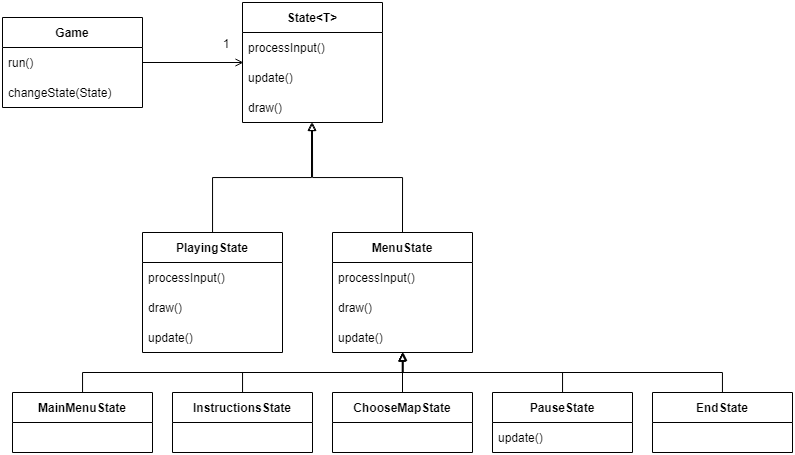 Game
run()
changeState(State)
1
State<T>
processInput()
update()
draw()
PlayingState
processInput()
draw()
update()
MenuState
processInput()
draw()
update()
MainMenuState
InstructionsState
ChooseMapState
PauseState
update()
EndState